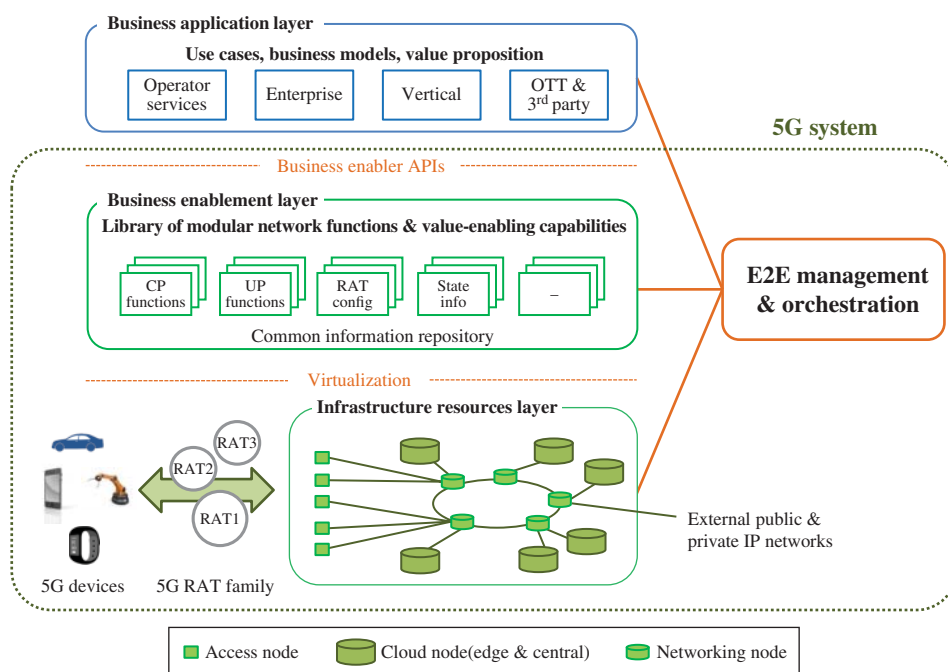 Business application layer
Use cases, business models, value proposition
Operator
services
Enterprise
Vertical
OTT &
3rd party
5G system
Business enabler APIs
Business enablement layer
Library of modular network functions & value-enabling capabilities
CP
functions
UP
functions
RAT
config
State
info
–
Common information repository
E2E management
& orchestration
Virtualization
Infrastructure resources layer
RAT3
RAT2
RAT1
External public &
private IP networks
5G devices
5G RAT family
Access node
Cloud node(edge & central)
Networking node